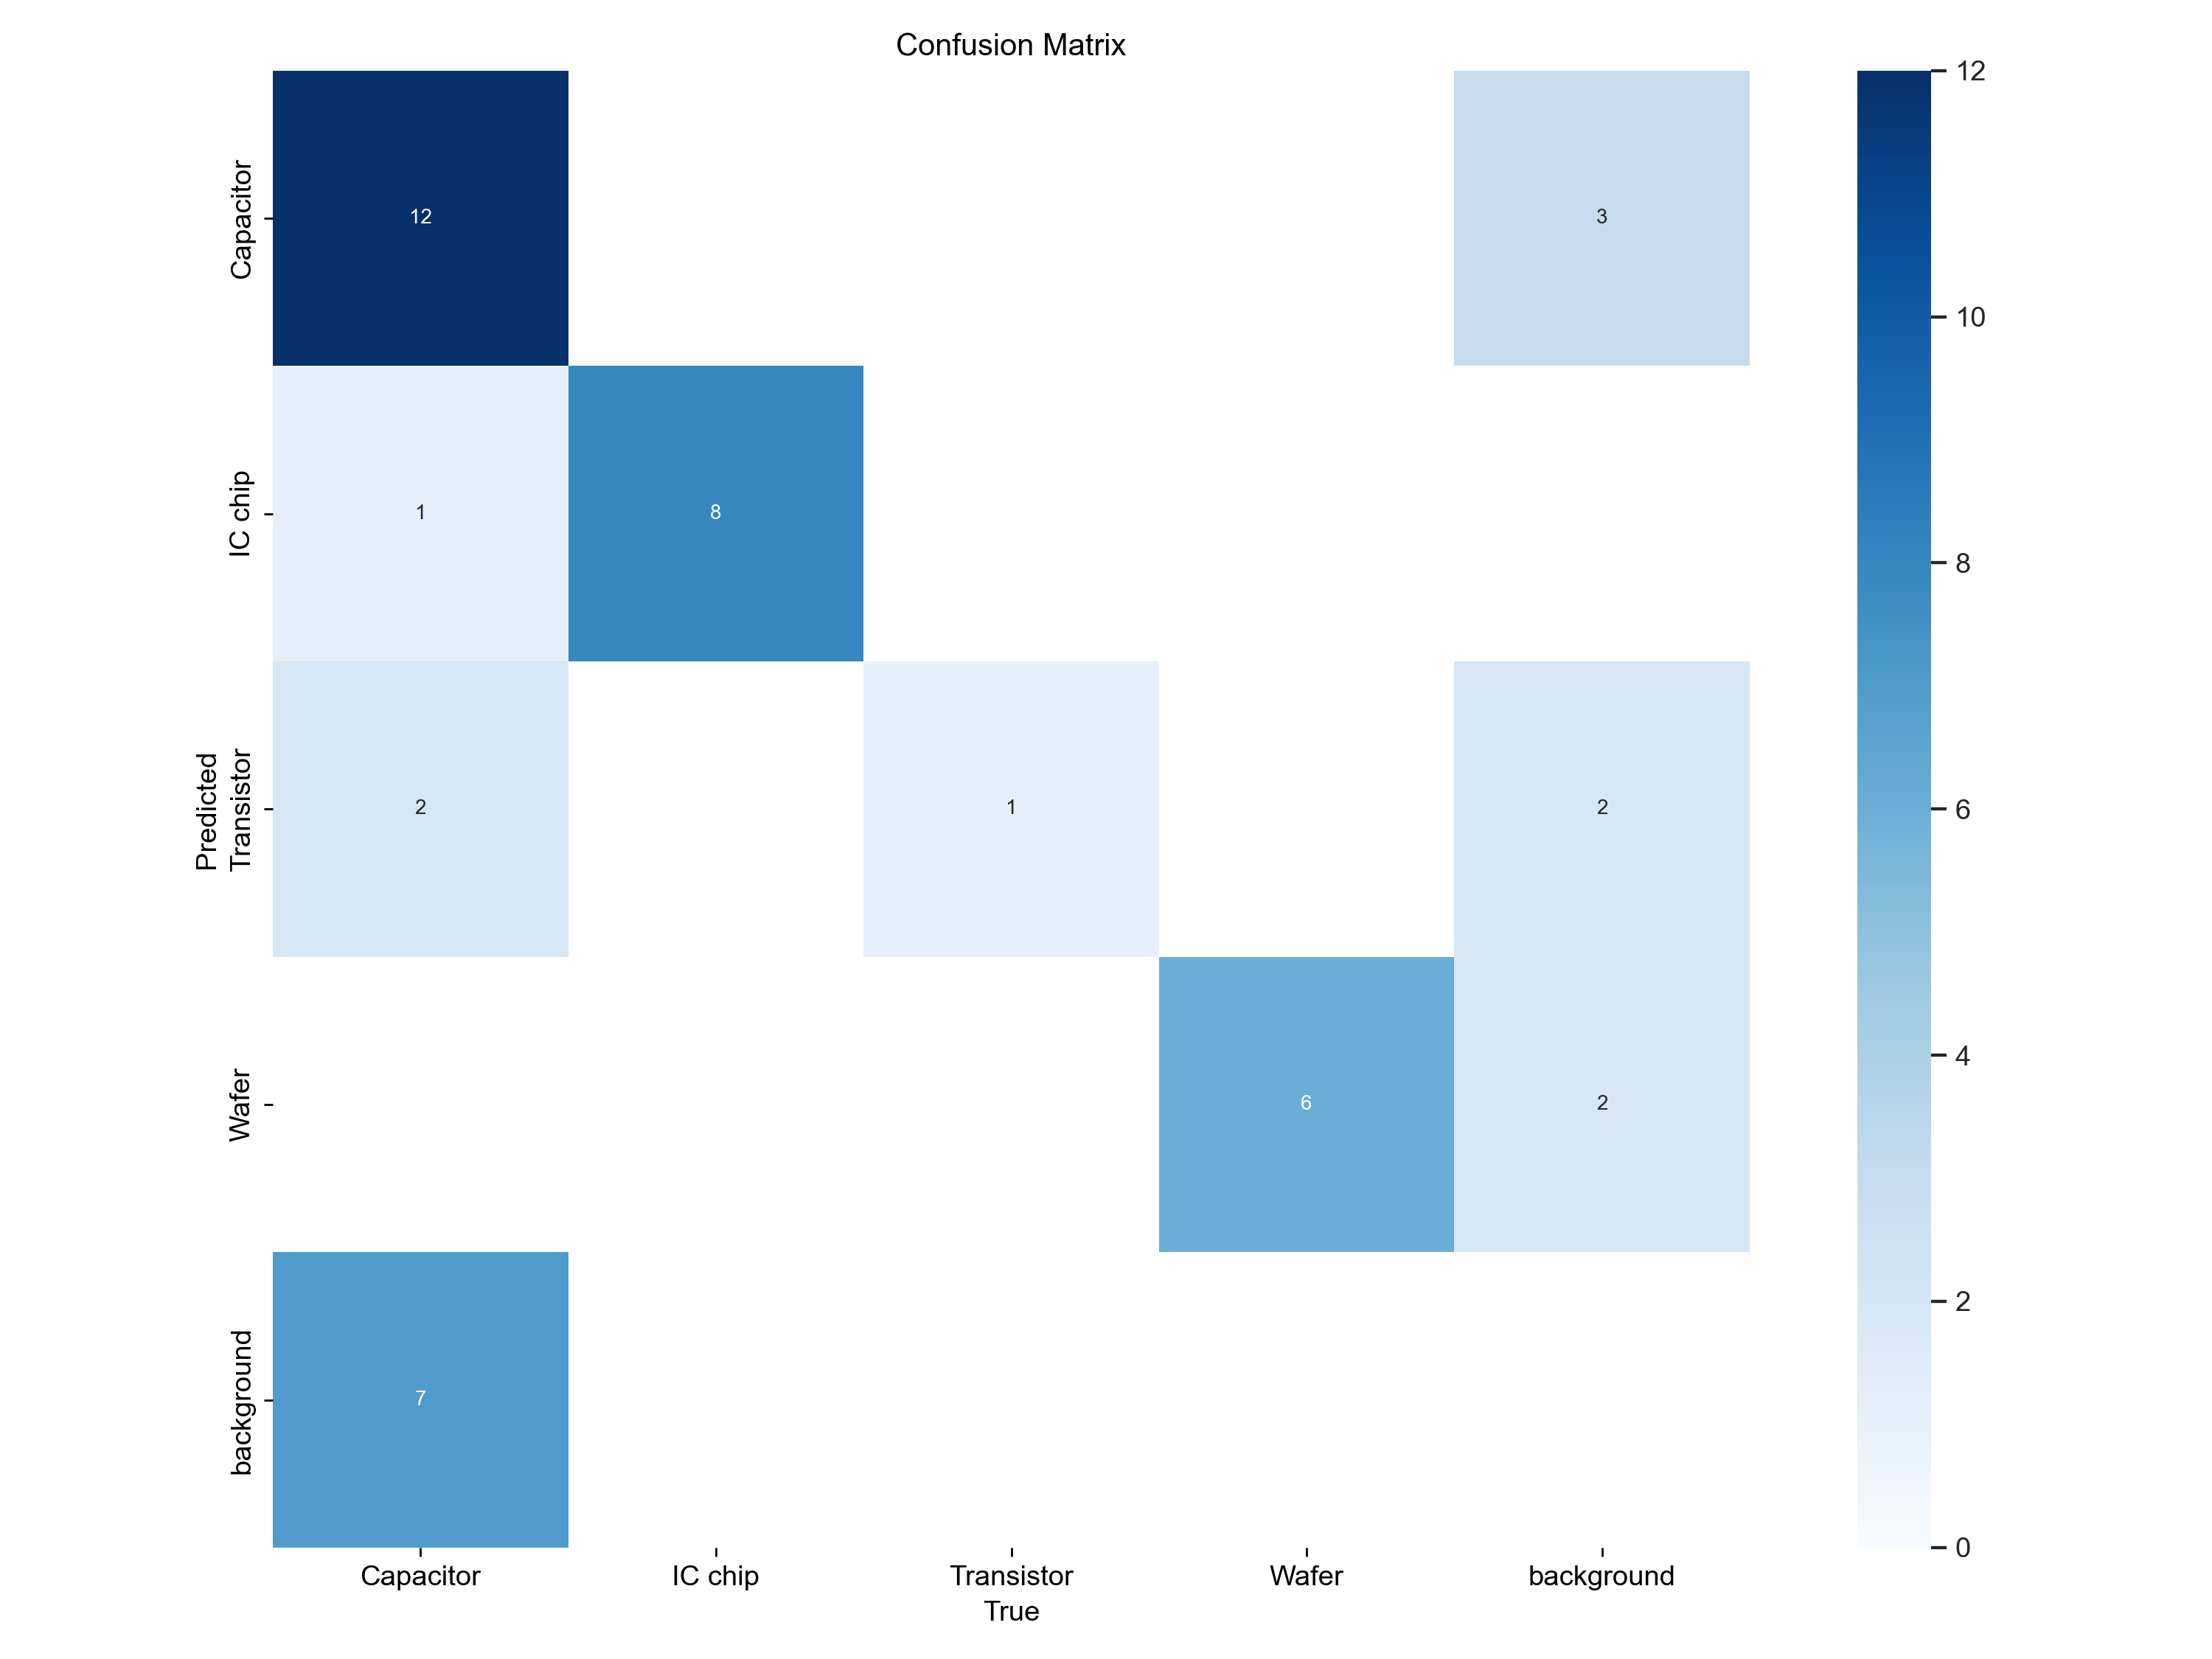 Confusion Matrix
Capacitor
12
3
IC chip
1
8
Predicted
Transistor
2
1
2
Wafer
6
2
background
7
Capacitor
IC chip
Transistor
Wafer
background
True
12
10
8
6
4
2
0